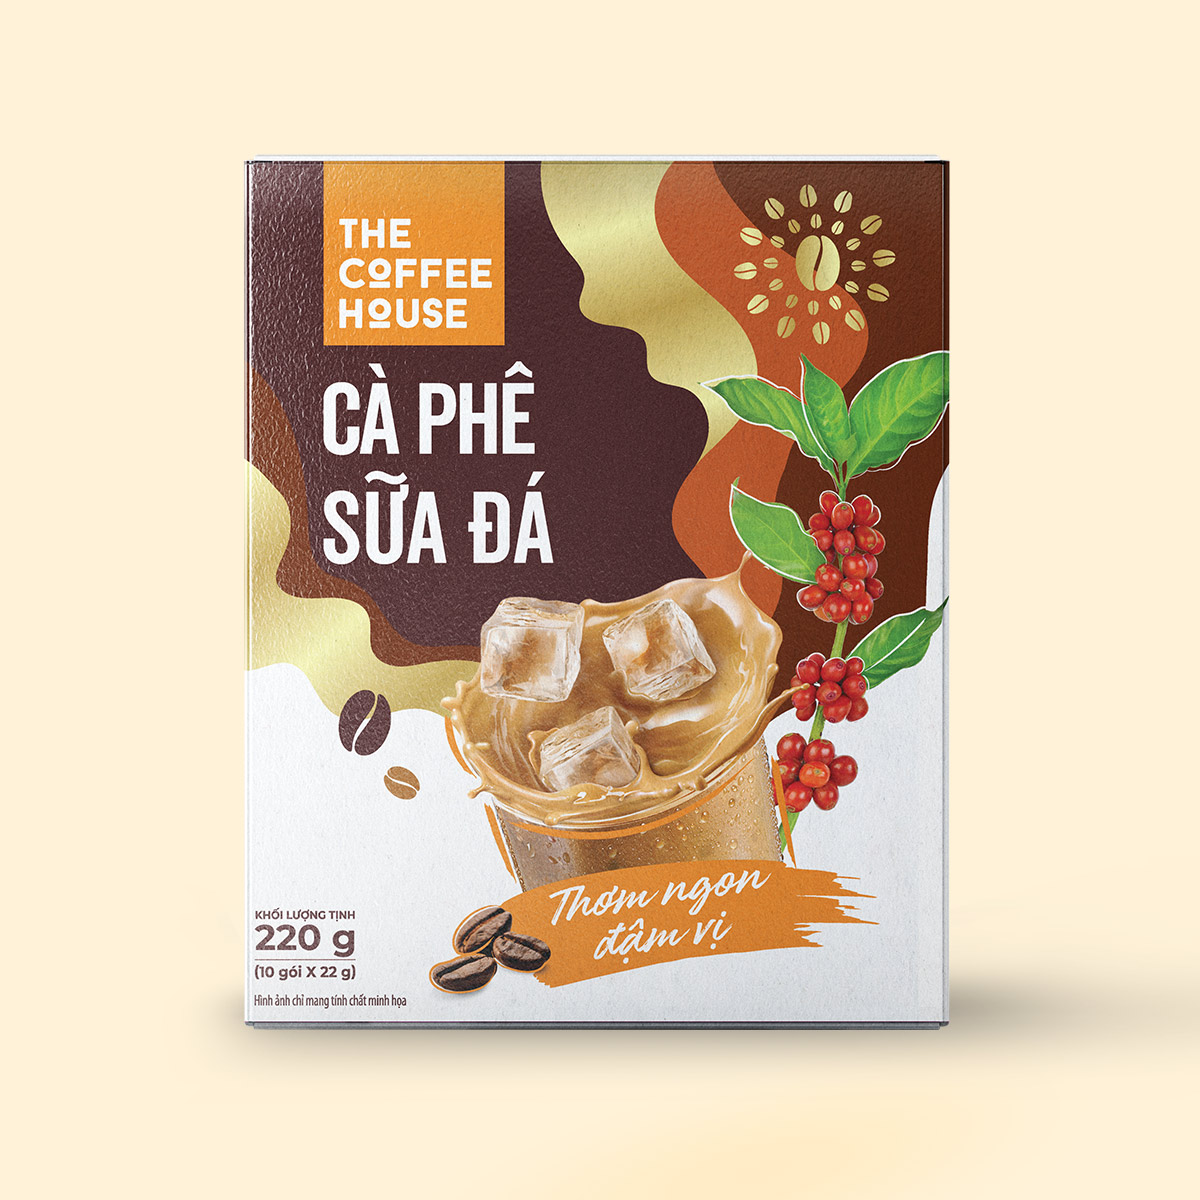 THE
COFFEE
HOUSE
CÀ PHÊ
SỮA ĐÁ
Thơm ngon
đậm vị
KHỐI LƯỢNG TỊNH
220 g
(10 gói X 22 g)
Hình ảnh chỉ mang tính chất minh họa